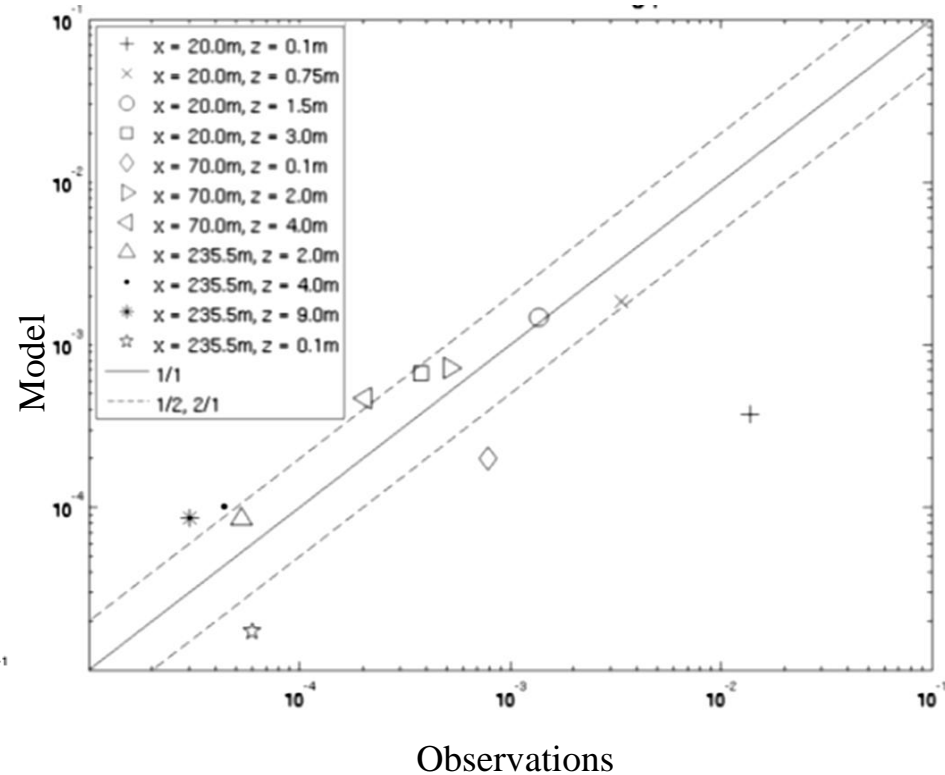 10^-1
x = 20.0m, z = 0.1m
x = 20.0m, z = 0.75m
x = 20.0m, z = 1.5m
x = 20.0m, z = 3.0m
x = 70.0m, z = 0.1m
x = 70.0m, z = 2.0m
x = 70.0m, z = 4.0m
x = 235.5m, z = 2.0m
x = 235.5m, z = 4.0m
x = 235.5m, z = 9.0m
x = 235.5m, z = 0.1m
1/1
1/2, 2/1
10^-2
10^-3
10^-4
Model
-1
10^-4 10^-3 10^-2 10^-1
Observations